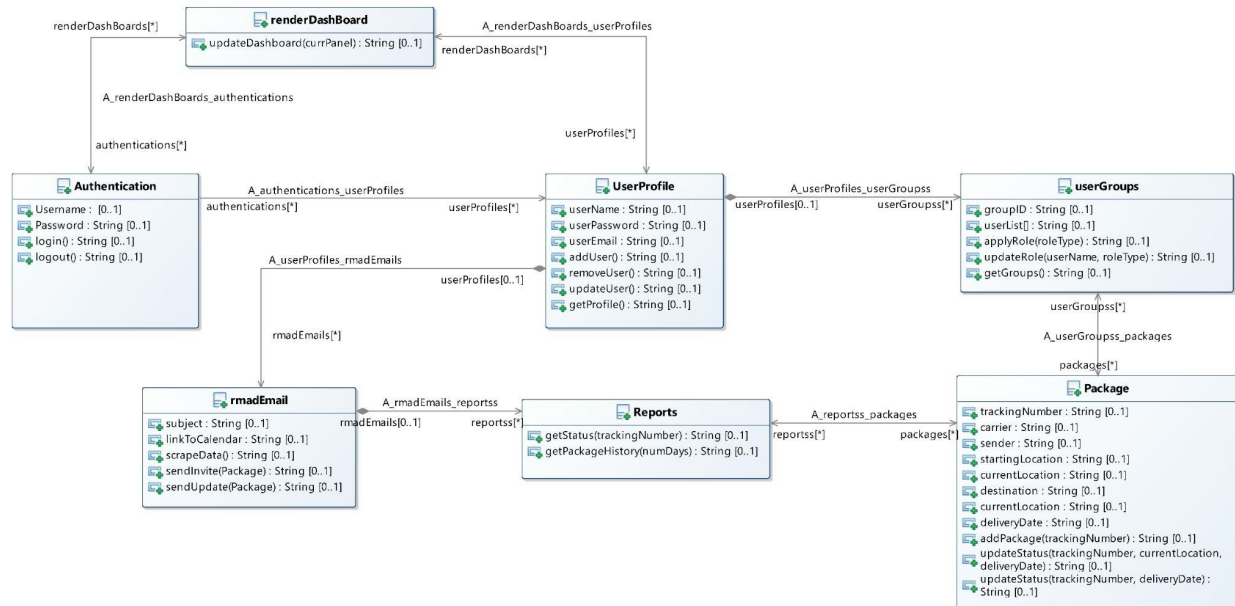 renderDashBoard
updateDashboard(currPanel) : String [0..1]
renderDashBoards[*]
A_renderDashBoards_userProfiles
renderDashBoards[*]
A_renderDashBoards_authentications
authentications[*]
userProfiles[*]
Authentication
Username :  [0..1]
Password : String [0..1]
login() : String [0..1]
logout() : String [0..1]
A_authentications_userProfiles
authentications[*]
userProfiles[*]
UserProfile
userName : String [0..1]
userPassword : String [0..1]
userEmail : String [0..1]
addUser() : String [0..1]
removeUser() : String [0..1]
updateUser() : String [0..1]
getProfile() : String [0..1]
A_userProfiles_userGroupss
userProfiles[0..1]
userGroupss[*]
userGroups
groupID : String [0..1]
userList[] : String [0..1]
applyRole(roleType) : String [0..1]
updateRole(userName, roleType) : String [0..1]
getGroups() : String [0..1]
A_userProfiles_rmadEmails
userProfiles[0..1]
rmadEmails[*]
userGroupss[*]
A_userGroupss_packages
packages[*]
rmadEmail
subject : String [0..1]
linkToCalendar : String [0..1]
scrapeData() : String [0..1]
sendInvite(Package) : String [0..1]
sendUpdate(Package) : String [0..1]
A_rmadEmails_reportss
rmadEmails[0..1]
reportss[*]
Reports
getStatus(trackingNumber) : String [0..1]
getPackageHistory(numDays) : String [0..1]
A_reportss_packages
reportss[*]
packages[*]
Package
trackingNumber : String [0..1]
carrier : String [0..1]
sender : String [0..1]
startingLocation : String [0..1]
currentLocation : String [0..1]
destination : String [0..1]
currentLocation : String [0..1]
deliveryDate : String [0..1]
addPackage(trackingNumber) : String [0..1]
updateStatus(trackingNumber, currentLocation,
deliveryDate) : String [0..1]
updateStatus(trackingNumber, deliveryDate) :
String [0..1]